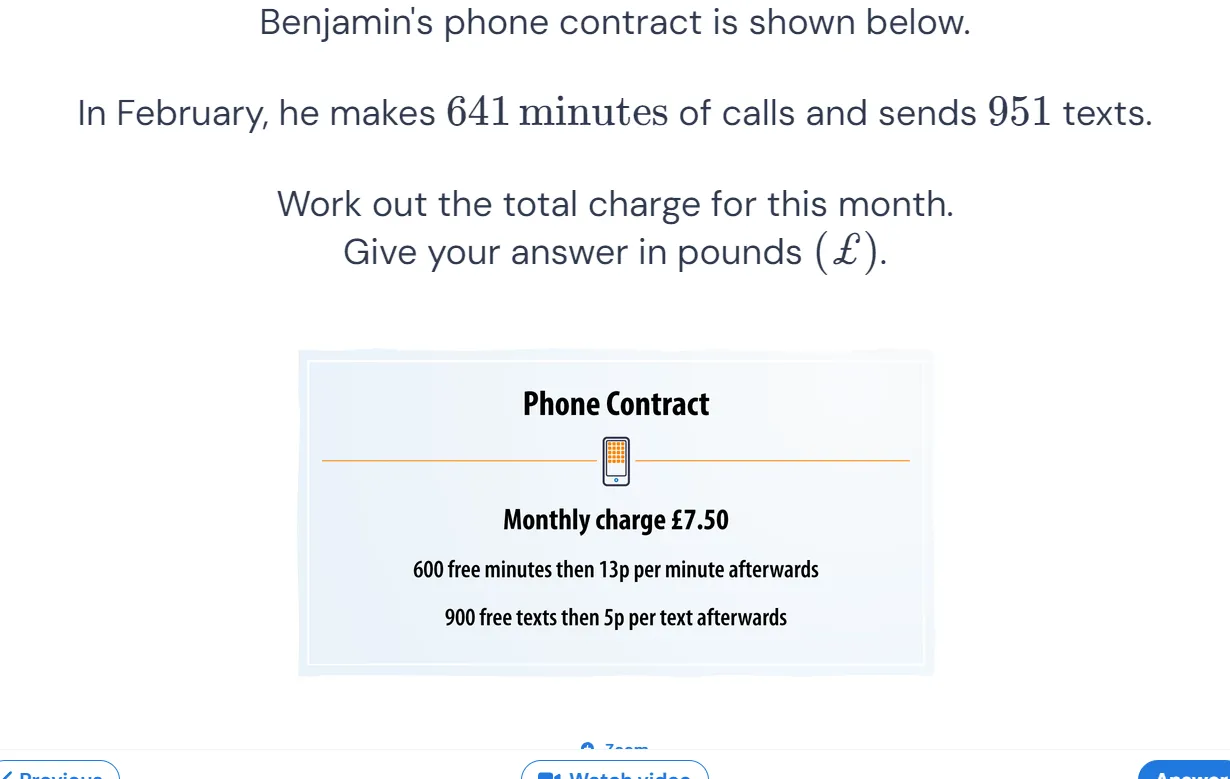 Benjamin's phone contract is shown below.
In February, he makes 641 minutes of calls and sends 951 texts.
Work out the total charge for this month.
Give your answer in pounds (£).
Phone Contract
Monthly charge £7.50
600 free minutes then 13p per minute afterwards
900 free texts then 5p per text afterwards
Zoom
Previous Watch video Answer